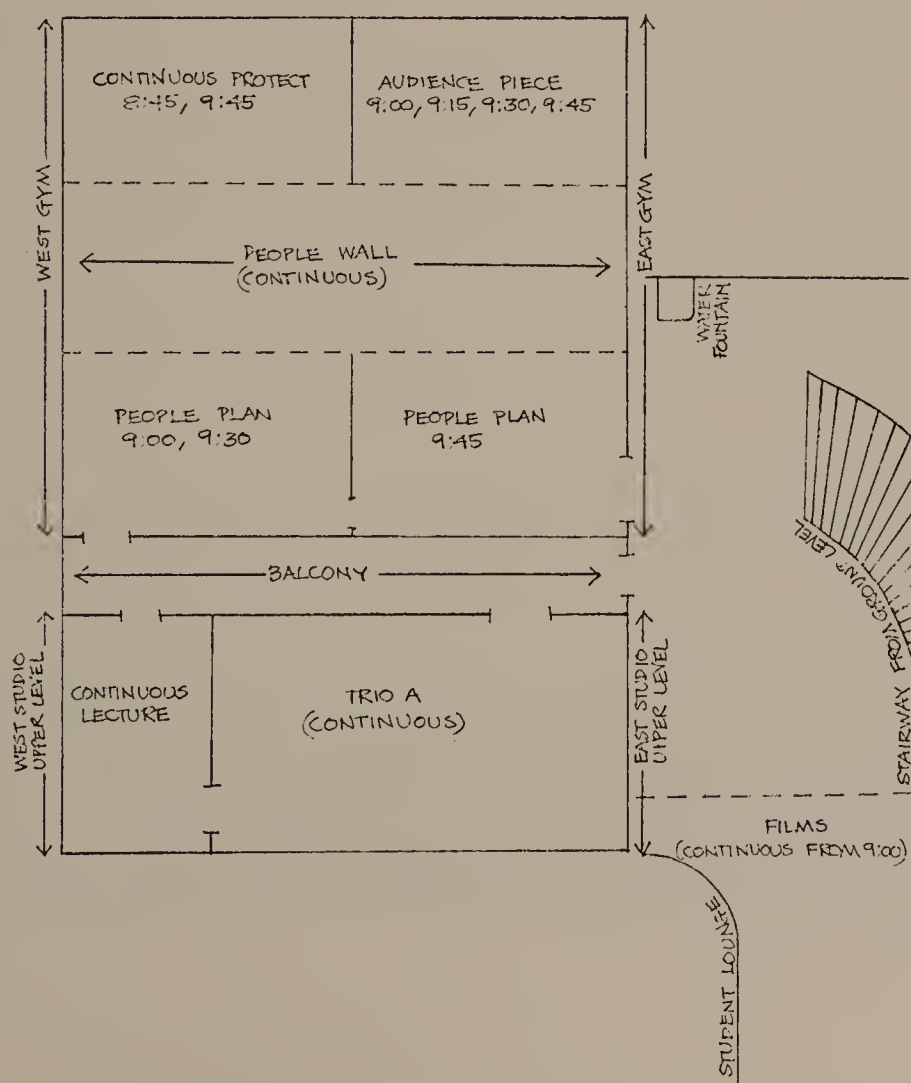 CONTINUOUS PROTECT
8:45, 9:45
AUDIENCE PIECE
9:00, 9:15, 9:30, 9:45
WEST GYM
EAST GYM
PEOPLE WALL
(CONTINUOUS)
WATER
FOUNTAIN
PEOPLE PLAN
9:00, 9:30
PEOPLE PLAN
9:45
BALCONY
STAIRWAY FROM GROUND LEVEL
WEST STUDIO
UPPER LEVEL
CONTINUOUS
LECTURE
TRIO A
(CONTINUOUS)
EAST STUDIO
UPPER LEVEL
FILMS
(CONTINUOUS FROM 9:00)
STUDENT LOUNGE